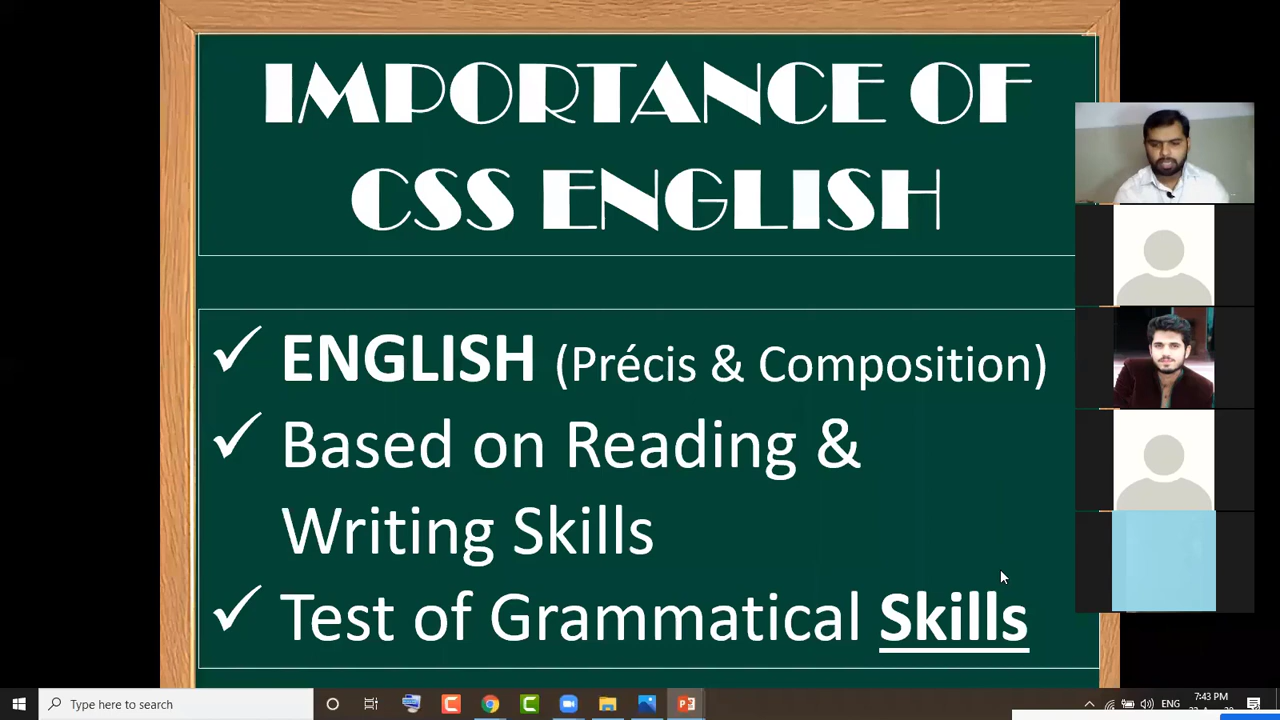 IMPORTANCE OF
CSS ENGLISH
✓ ENGLISH (Précis & Composition)
✓ Based on Reading &
Writing Skills
✓ Test of Grammatical Skills
Type here to search
ENG
7:43 PM